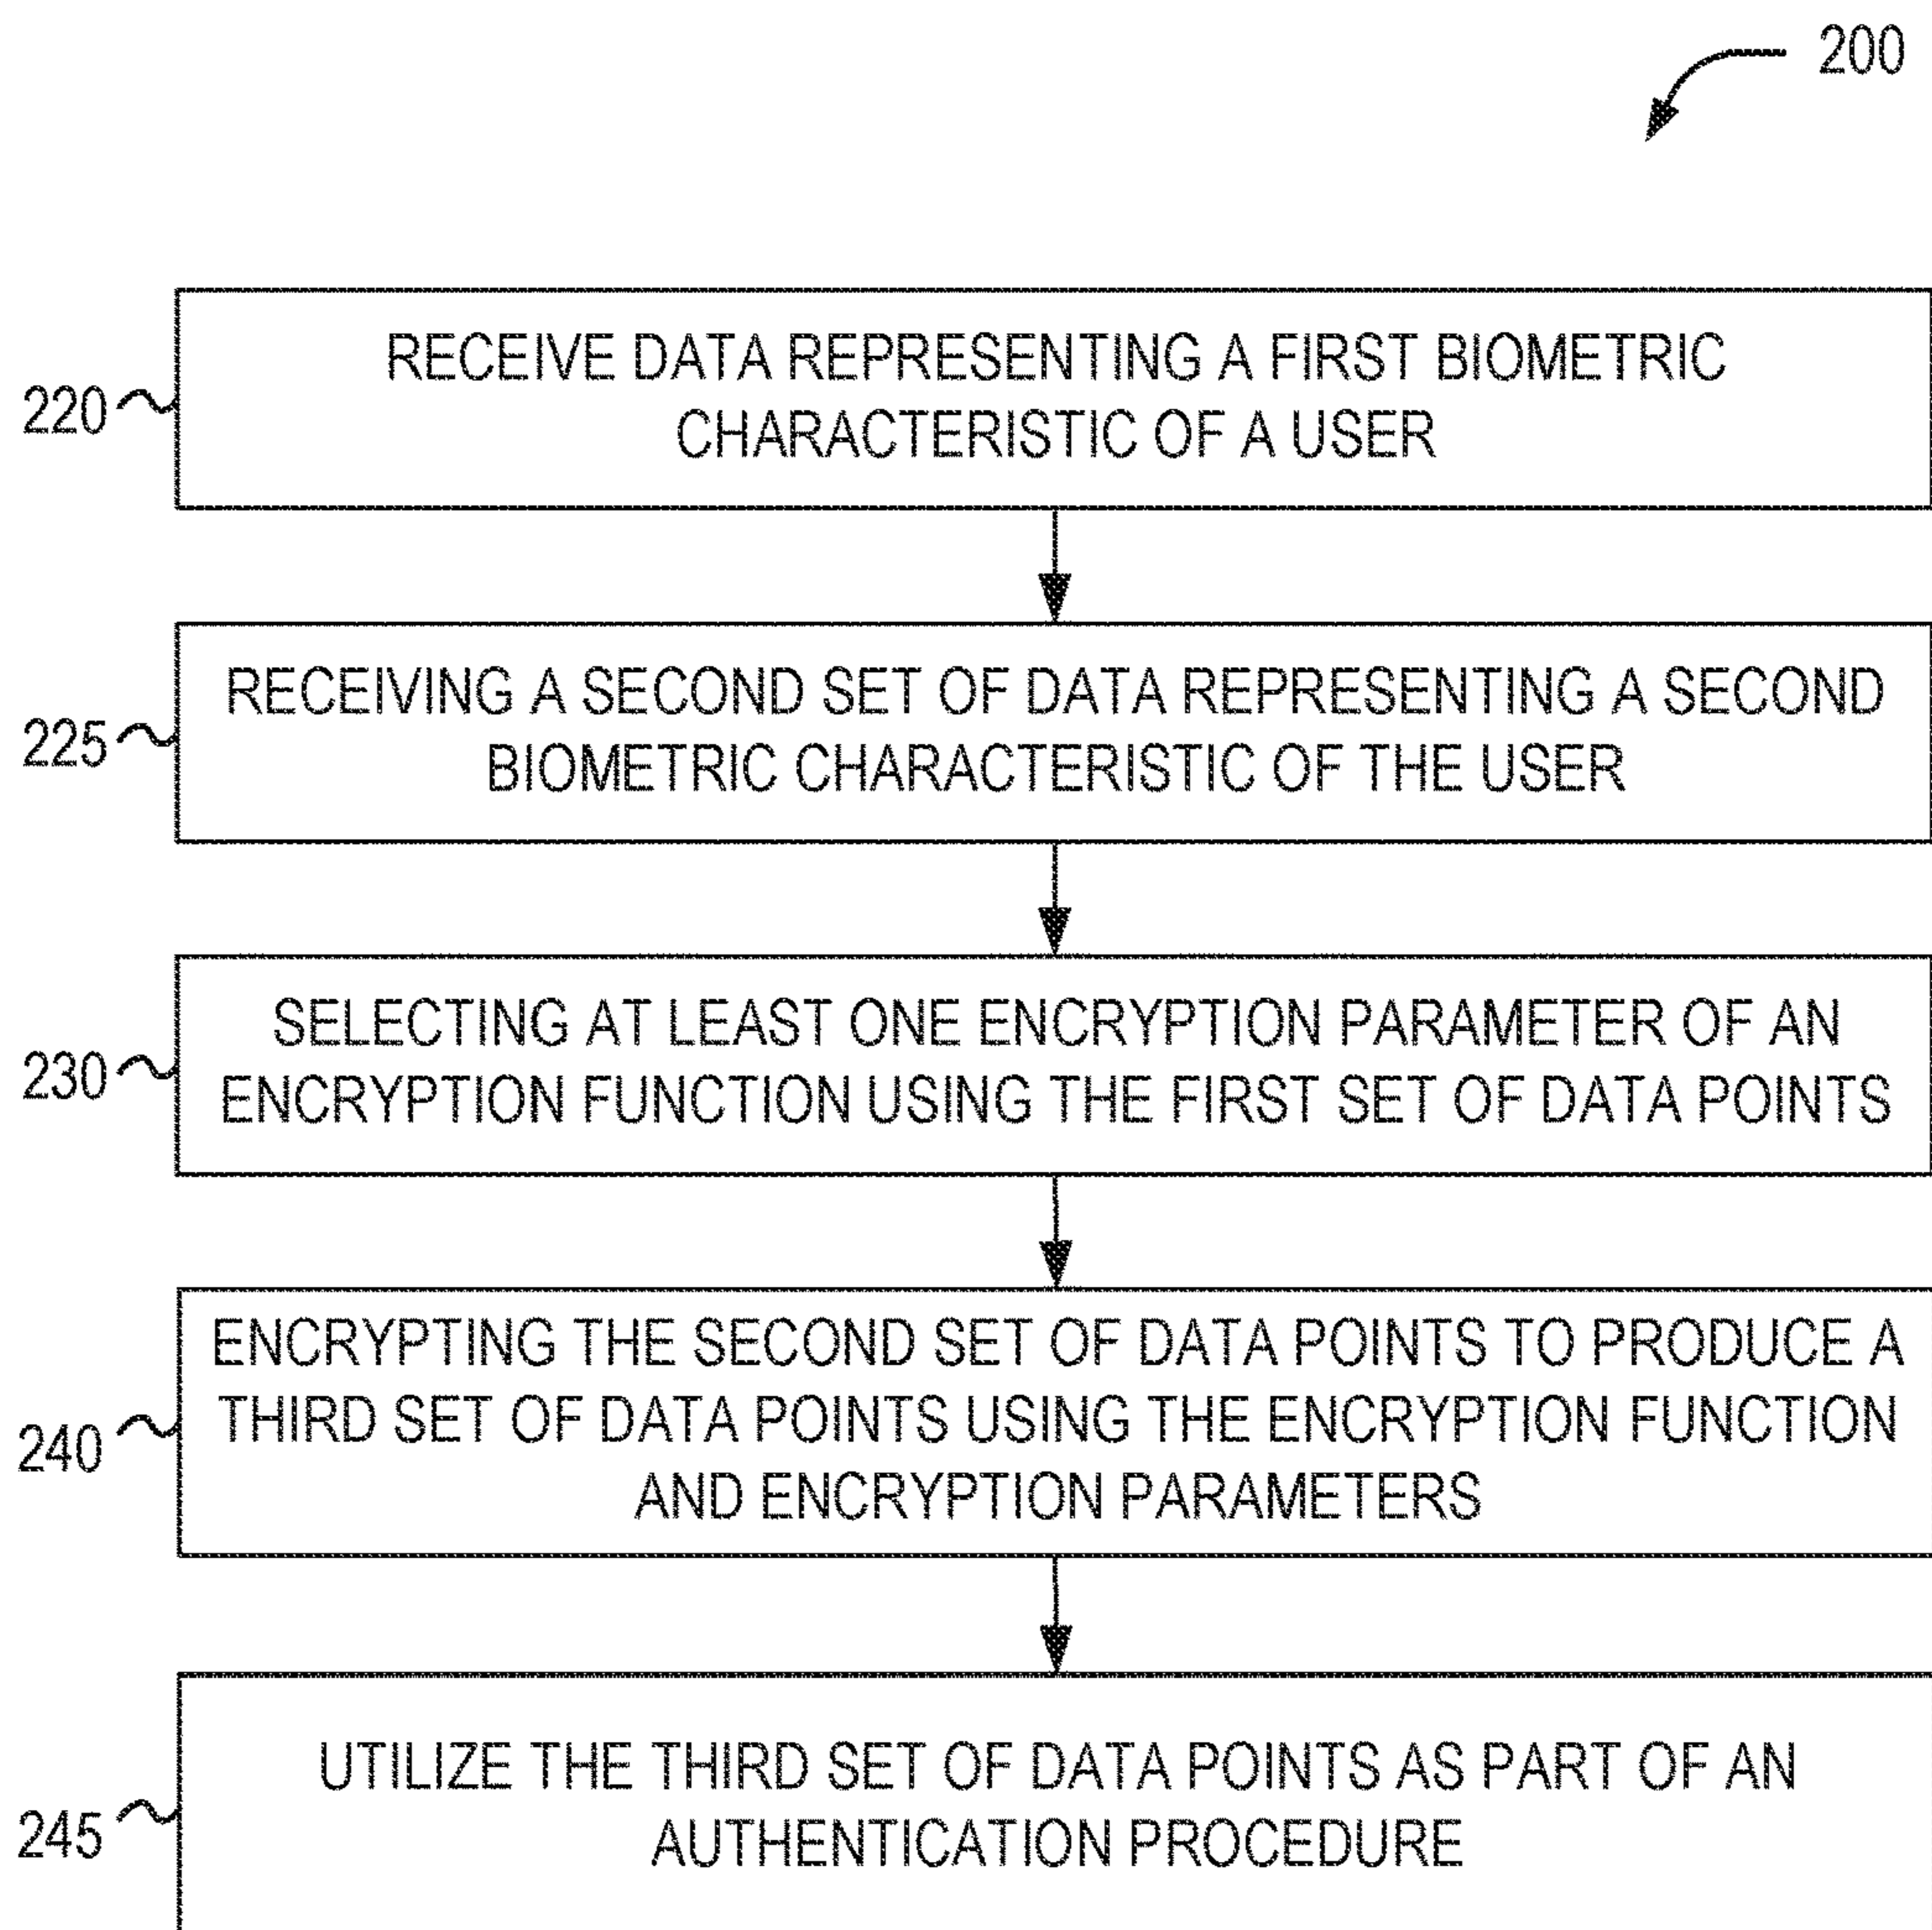 200
RECEIVE DATA REPRESENTING A FIRST BIOMETRIC
CHARACTERISTIC OF A USER
220
RECEIVING A SECOND SET OF DATA REPRESENTING A SECOND
BIOMETRIC CHARACTERISTIC OF THE USER
225
SELECTING AT LEAST ONE ENCRYPTION PARAMETER OF AN
ENCRYPTION FUNCTION USING THE FIRST SET OF DATA POINTS
230
ENCRYPTING THE SECOND SET OF DATA POINTS TO PRODUCE A
THIRD SET OF DATA POINTS USING THE ENCRYPTION FUNCTION
AND ENCRYPTION PARAMETERS
240
UTILIZE THE THIRD SET OF DATA POINTS AS PART OF AN
AUTHENTICATION PROCEDURE
245